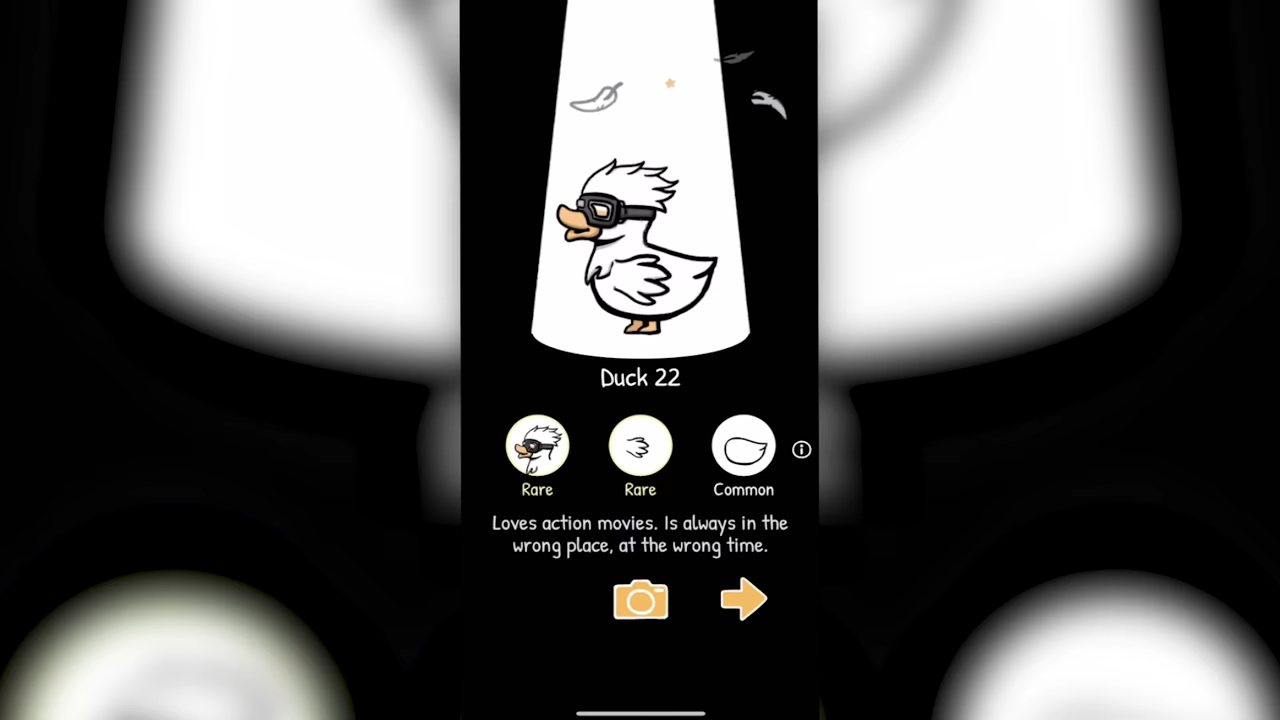 Duck 22
Rare
Rare
Common
Loves action movies. Is always in the
wrong place, at the wrong time.